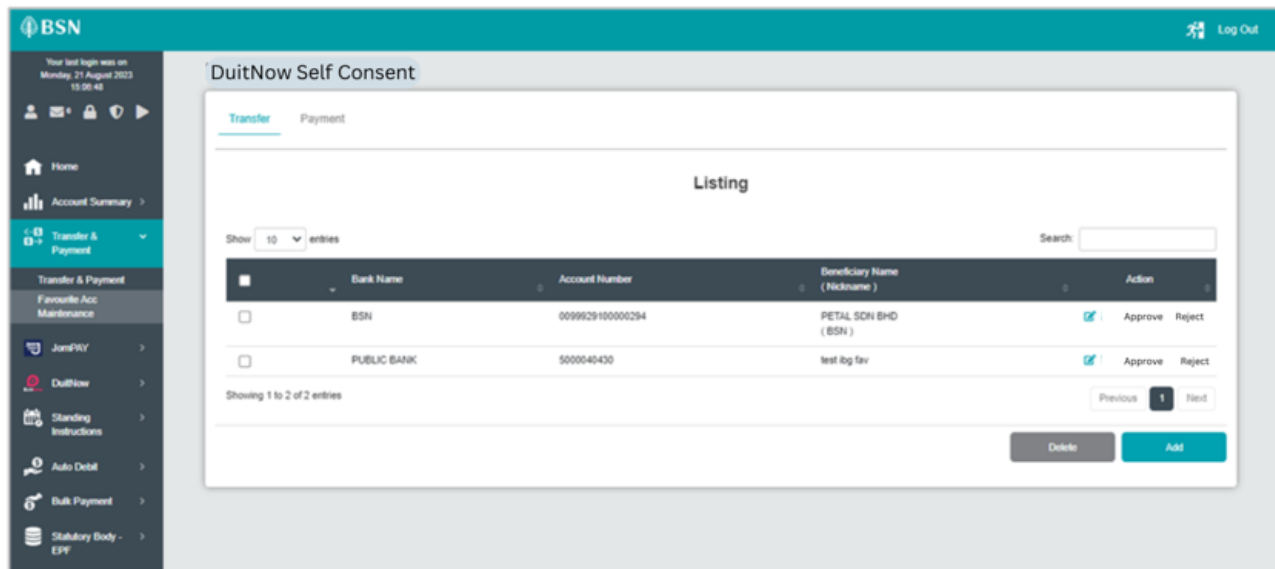 BSN
Log Out
Your last login was on
Monday, 21 August 2023
15:06:48
Home
Account Summary
Transfer &
Payment
Transfer & Payment
Favourite Acc
Maintenance
JomPAY
DuitNow
Standing
Instructions
Auto Debit
Bulk Payment
Statutory Body -
EPF
DuitNow Self Consent
Transfer Payment
Listing
Show 10 entries
Search:
Bank Name Account Number Beneficiary Name
( Nickname ) Action
BSN 0099929100000294 PETAL SDN BHD
( BSN ) Approve Reject
PUBLIC BANK 5000040430 test ibg fav Approve Reject
Showing 1 to 2 of 2 entries
Previous 1 Next
Delete Add